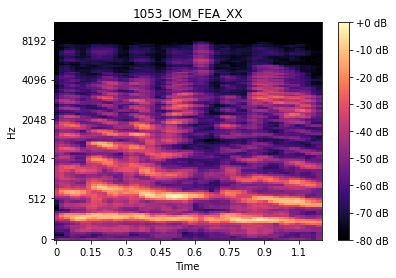 1053_IOM_FEA_XX
+0 dB
8192
-10 dB
4096
-20 dB
-30 dB
2048
Hz
-40 dB
1024
-50 dB
-60 dB
512
-70 dB
0
-80 dB
0 0.15 0.3 0.45 0.6 0.75 0.9 1.1
Time